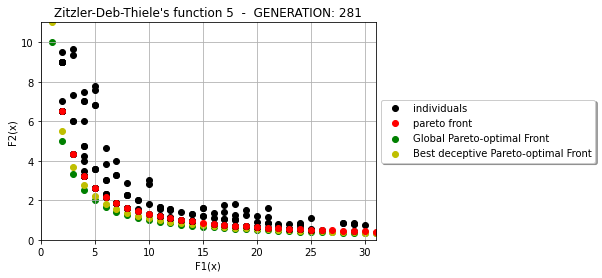 Zitzler-Deb-Thiele's function 5 - GENERATION: 281
F2(x)
10
8
6
4
2
0
0 5 10 15 20 25 30
F1(x)
individuals
pareto front
Global Pareto-optimal Front
Best deceptive Pareto-optimal Front